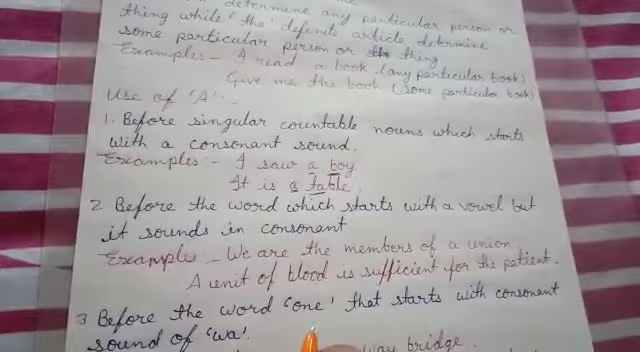 determine any particular person or
thing while 'the' definite article determine
some particular person or thing
Examples - I read a book. (any particular book)
Give me the book (some particular book)
Use of 'A' :-
1. Before singular countable nouns which starts
with a consonant sound.
Examples :- I saw a boy
It is a table.
2 Before the word which starts with a vowel but
it sounds in consonant
Example - We are the members of a union
A unit of blood is sufficient for the patient.
3 Before the word 'one' that starts with consonent
sound of 'wa'.
way bridge.